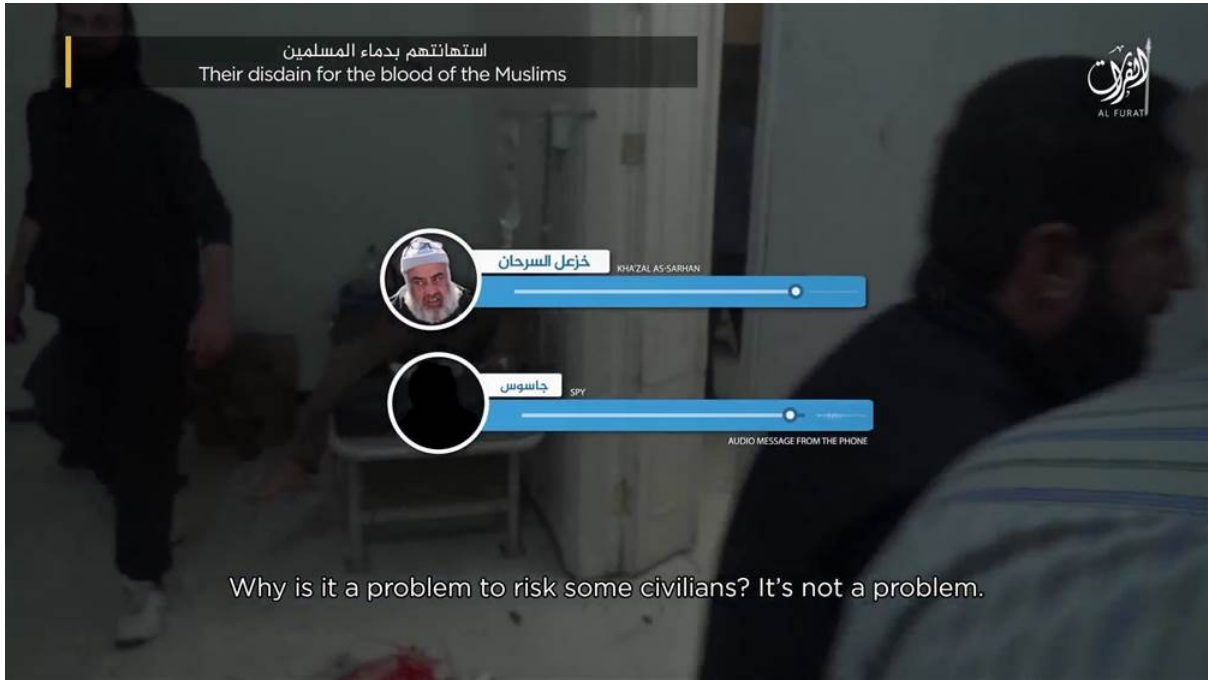 استهانتهم بدماء المسلمين
Their disdain for the blood of the Muslims
الفرات
AL FURAT
خزعل السرحان
KHA'ZAL AS-SARHAN
جاسوس
SPY
AUDIO MESSAGE FROM THE PHONE
Why is it a problem to risk some civilians? It's not a problem.